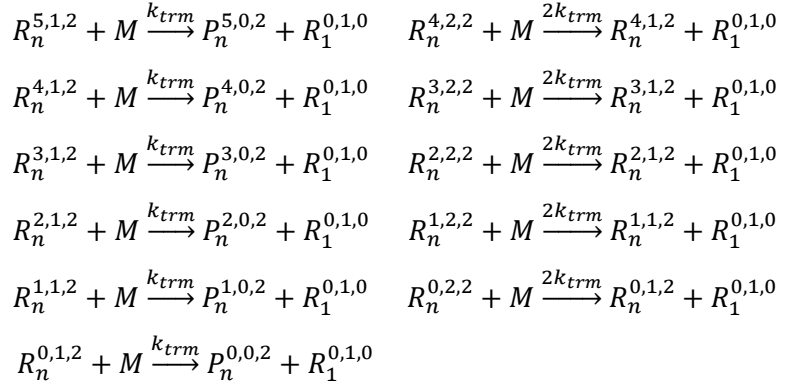 $R_n^{5,1,2} + M \xrightarrow{k_{trm}} P_n^{5,0,2} + R_1^{0,1,0}$ $R_n^{4,2,2} + M \xrightarrow{2k_{trm}} R_n^{4,1,2} + R_1^{0,1,0}$
$R_n^{4,1,2} + M \xrightarrow{k_{trm}} P_n^{4,0,2} + R_1^{0,1,0}$ $R_n^{3,2,2} + M \xrightarrow{2k_{trm}} R_n^{3,1,2} + R_1^{0,1,0}$
$R_n^{3,1,2} + M \xrightarrow{k_{trm}} P_n^{3,0,2} + R_1^{0,1,0}$ $R_n^{2,2,2} + M \xrightarrow{2k_{trm}} R_n^{2,1,2} + R_1^{0,1,0}$
$R_n^{2,1,2} + M \xrightarrow{k_{trm}} P_n^{2,0,2} + R_1^{0,1,0}$ $R_n^{1,2,2} + M \xrightarrow{2k_{trm}} R_n^{1,1,2} + R_1^{0,1,0}$
$R_n^{1,1,2} + M \xrightarrow{k_{trm}} P_n^{1,0,2} + R_1^{0,1,0}$ $R_n^{0,2,2} + M \xrightarrow{2k_{trm}} R_n^{0,1,2} + R_1^{0,1,0}$
$R_n^{0,1,2} + M \xrightarrow{k_{trm}} P_n^{0,0,2} + R_1^{0,1,0}$